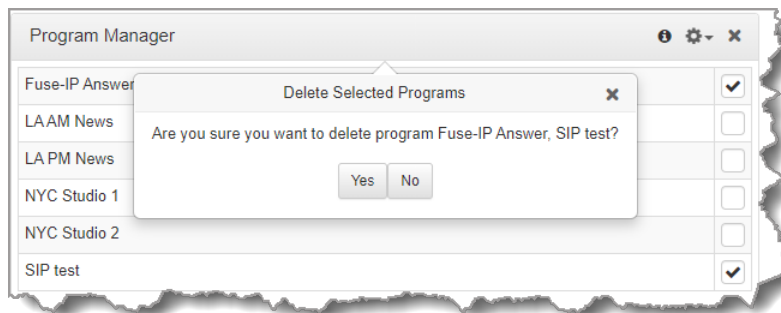 Program Manager
Fuse-IP Answer
Delete Selected Programs
LA AM News
Are you sure you want to delete program Fuse-IP Answer, SIP test?
LA PM News
Yes No
NYC Studio 1
NYC Studio 2
SIP test